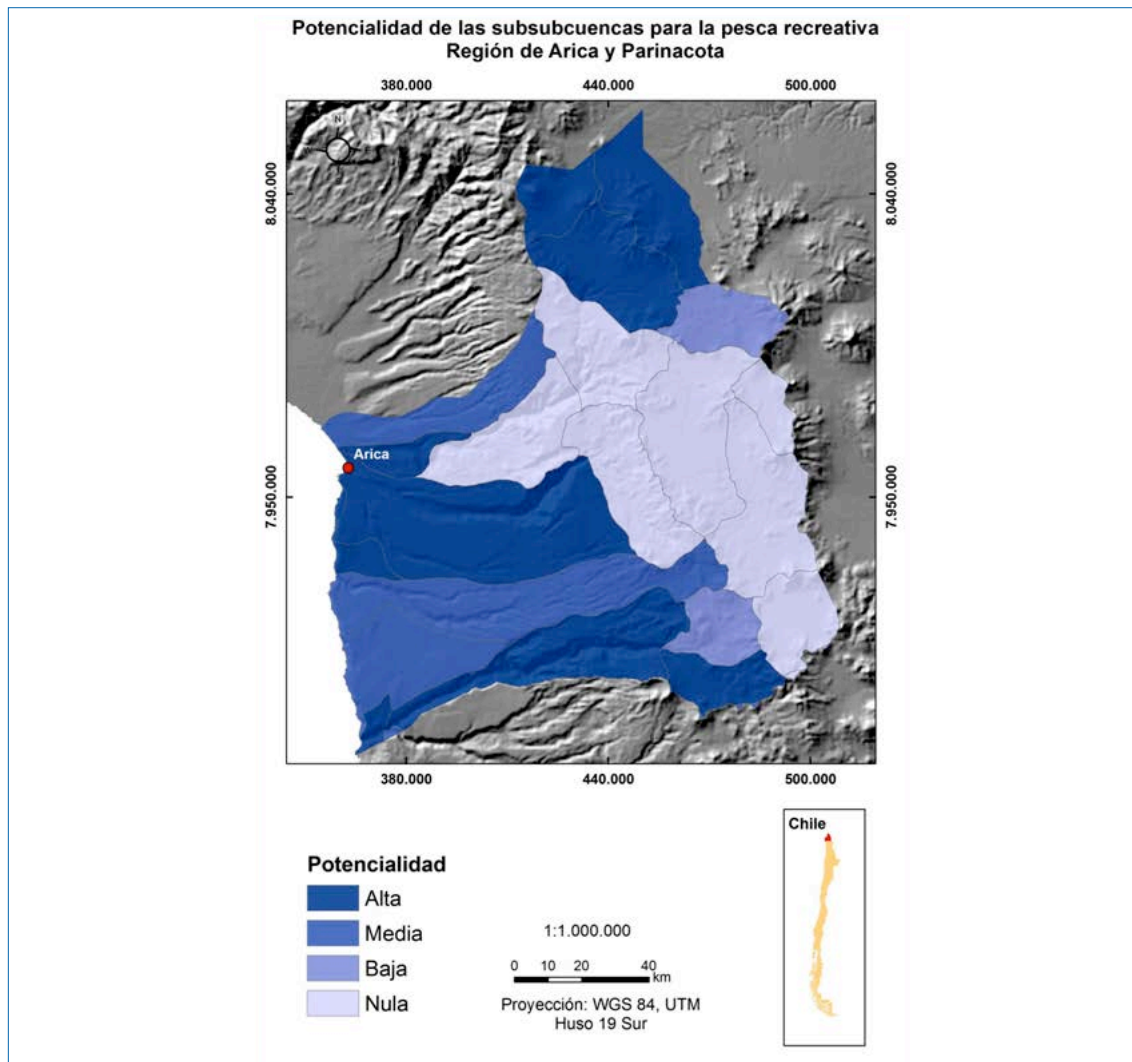 Potencialidad de las subsubcuencas para la pesca recreativa
Región de Arica y Parinacota
380.000 440.000 500.000
N
8.040.000 8.040.000
Arica
7.950.000 7.950.000
380.000 440.000 500.000
Chile
Potencialidad
Alta
Media
Baja
Nula
1:1.000.000
0 10 20 40
km
Proyección: WGS 84, UTM
Huso 19 Sur